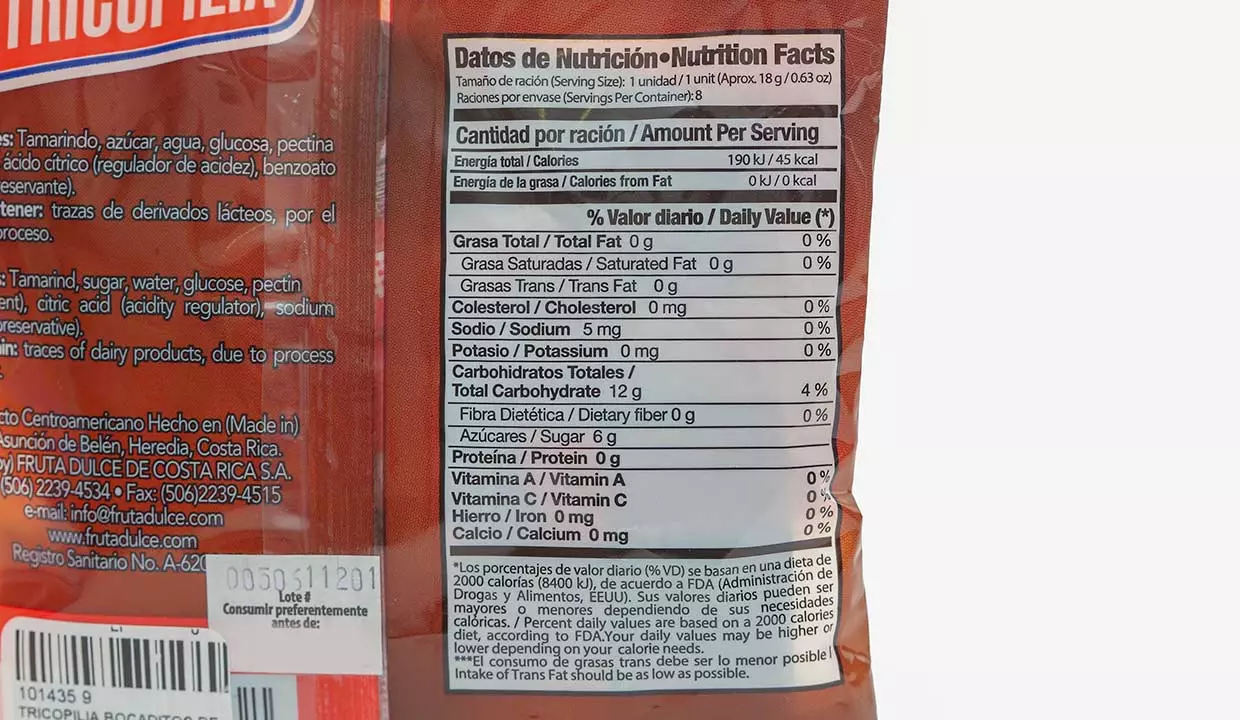 TRICOPILIA
es: Tamarindo, azúcar, agua, glucosa, pectina
ácido cítrico (regulador de acidez), benzoato
eservante).
tener: trazas de derivados lácteos, por el
proceso.
: Tamarind, sugar, water, glucose, pectin
ent), citric acid (acidity regulator), sodium
preservative).
in: traces of dairy products, due to process
cto Centroamericano Hecho en (Made in)
Asunción de Belén, Heredia, Costa Rica.
by) FRUTA DULCE DE COSTA RICA S.A.
(506) 2239-4534 • Fax: (506)2239-4515
e-mail: info@frutadulce.com
www.frutadulce.com
Registro Sanitario No. A-620
0050611201
Lote #
Consumir preferentemente
antes de:
101435 9
TRICOPILIA BOCADITOS DE
Datos de Nutrición•Nutrition Facts
Tamaño de ración (Serving Size): 1 unidad / 1 unit (Aprox. 18 g / 0.63 oz)
Raciones por envase (Servings Per Container): 8
Cantidad por ración / Amount Per Serving
Energía total / Calories 190 kJ / 45 kcal
Energía de la grasa / Calories from Fat 0 kJ / 0 kcal
% Valor diario / Daily Value (*)
Grasa Total / Total Fat 0 g 0 %
Grasa Saturadas / Saturated Fat 0 g 0 %
Grasas Trans / Trans Fat 0 g
Colesterol / Cholesterol 0 mg 0 %
Sodio / Sodium 5 mg 0 %
Potasio / Potassium 0 mg 0 %
Carbohidratos Totales /
Total Carbohydrate 12 g 4 %
Fibra Dietética / Dietary fiber 0 g 0 %
Azúcares / Sugar 6 g
Proteína / Protein 0 g
Vitamina A / Vitamin A 0 %
Vitamina C / Vitamin C 0 %
Hierro / Iron 0 mg 0 %
Calcio / Calcium 0 mg 0 %
*Los porcentajes de valor diario (% VD) se basan en una dieta de
2000 calorías (8400 kJ), de acuerdo a FDA (Administración de
Drogas y Alimentos, EEUU). Sus valores diarios pueden ser
mayores o menores dependiendo de sus necesidades
calóricas. / Percent daily values are based on a 2000 calories
diet, according to FDA.Your daily values may be higher or
lower depending on your calorie needs.
***El consumo de grasas trans debe ser lo menor posible l
Intake of Trans Fat should be as low as possible.